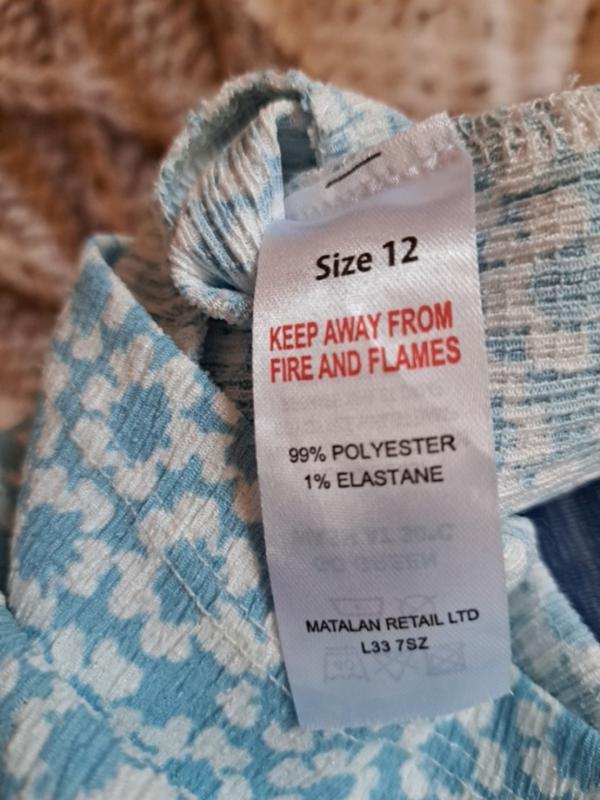 Size 12
KEEP AWAY FROM
FIRE AND FLAMES
99% POLYESTER
1% ELASTANE
MATALAN RETAIL LTD
L33 7SZ